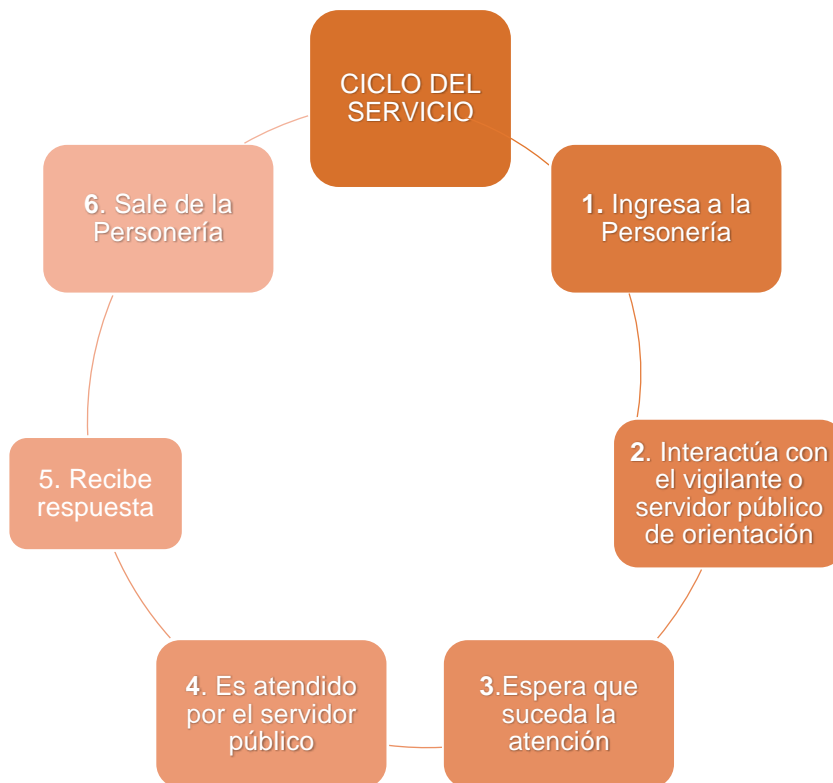 CICLO DEL
SERVICIO
1. Ingresa a la
Personería
2. Interactúa con
el vigilante o
servidor público
de orientación
3.Espera que
suceda la
atención
4. Es atendido
por el servidor
público
5. Recibe
respuesta
6. Sale de la
Personería